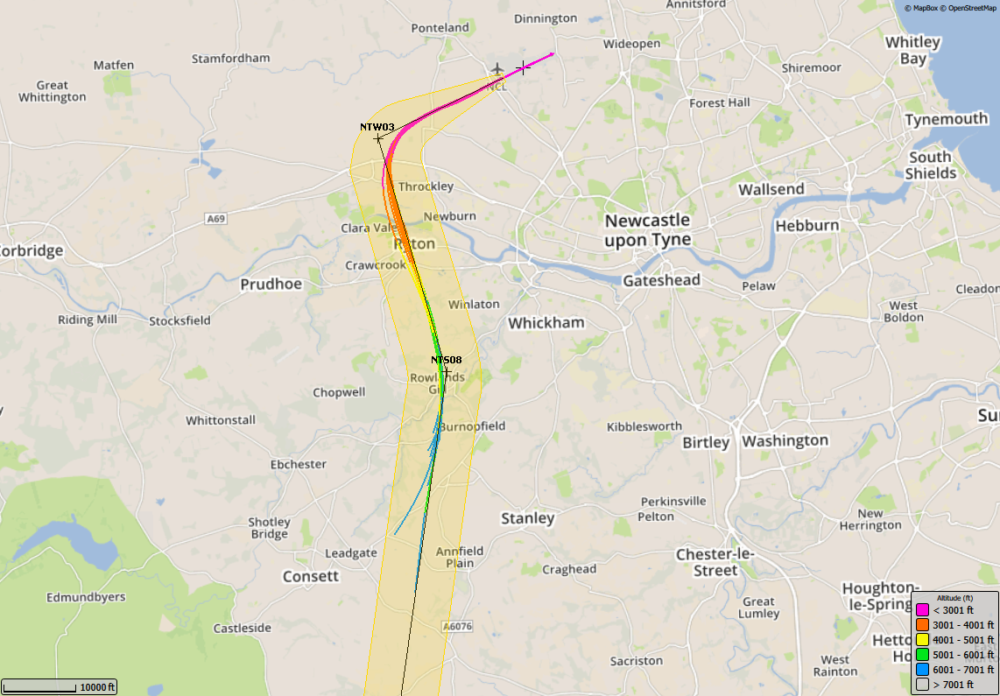 Annitsford
© MapBox © OpenStreetMap
Dinnington
Ponteland
Wideopen
Whitley
Bay
Stamfordham
Matfen
Shiremoor
Great
Whittington
NCL
Forest Hall
Tynemouth
NTW03
South
Shields
Throckley
Wallsend
A69
Newburn
Newcastle
upon Tyne
Hebburn
Clara Vale
Ryton
Corbridge
Crawcrook
Prudhoe
Gateshead
Pelaw
Cleadon
Winlaton
West
Boldon
Riding Mill
Stocksfield
Whickham
NTS08
Rowlands
Gill
Chopwell
Whittonstall
Burnopfield
Kibblesworth
Su
Birtley
Washington
Ebchester
Perkinsville
Pelton
Stanley
New
Herrington
Shotley
Bridge
Leadgate
Annfield
Plain
Chester-le-
Street
Craghead
Consett
Houghton-
le-Spring
Edmundbyers
Great
Lumley
Castleside
A6076
Hetto
Ho
Sacriston
West
Rainton
Altitude (ft)
< 3001 ft
3001 - 4001 ft
4001 - 5001 ft
5001 - 6001 ft
6001 - 7001 ft
> 7001 ft
10000 ft